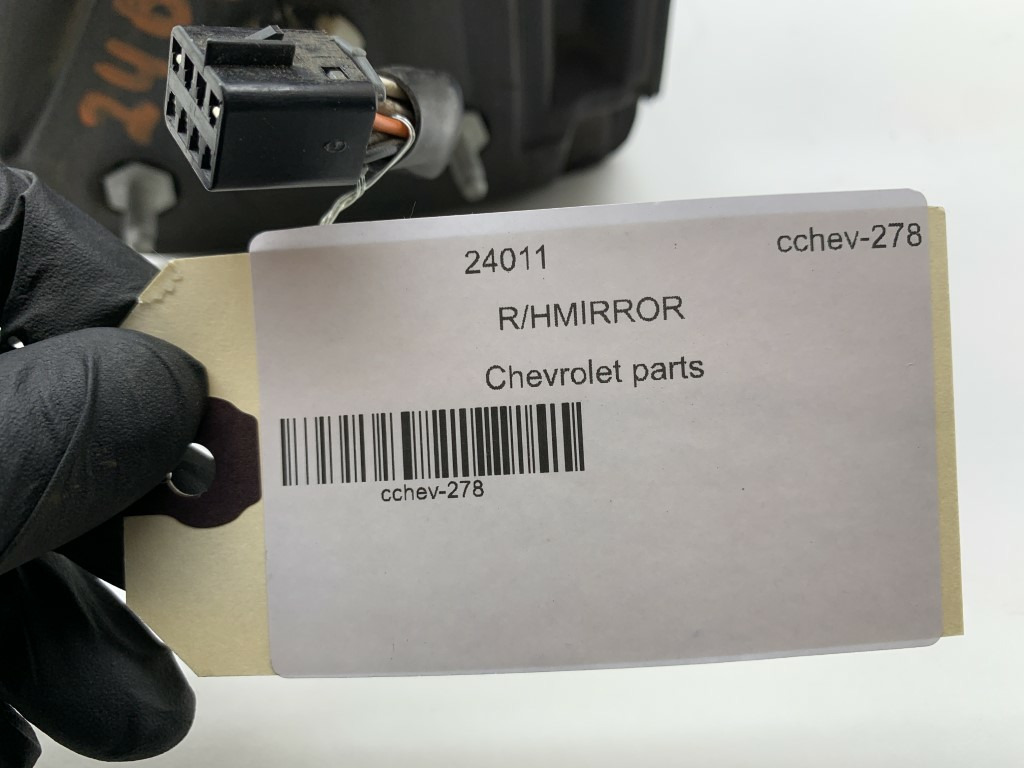 24011
cchev-278
R/HMIRROR
Chevrolet parts
cchev-278